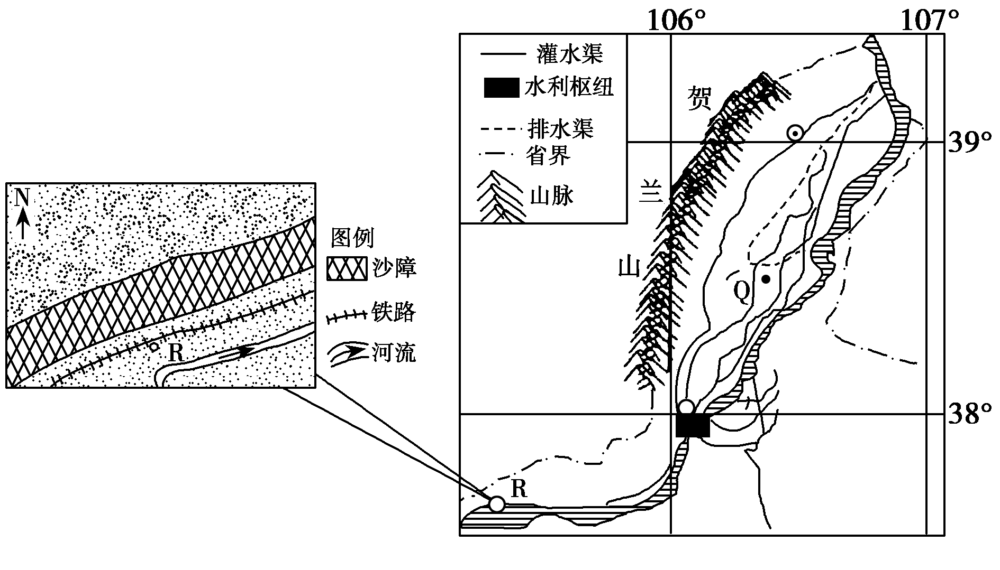 106°
107°
灌水渠
水利枢纽
排水渠
省界
山脉
贺
兰
山
39°
38°
Q
R
N
R
图例
沙障
铁路
河流